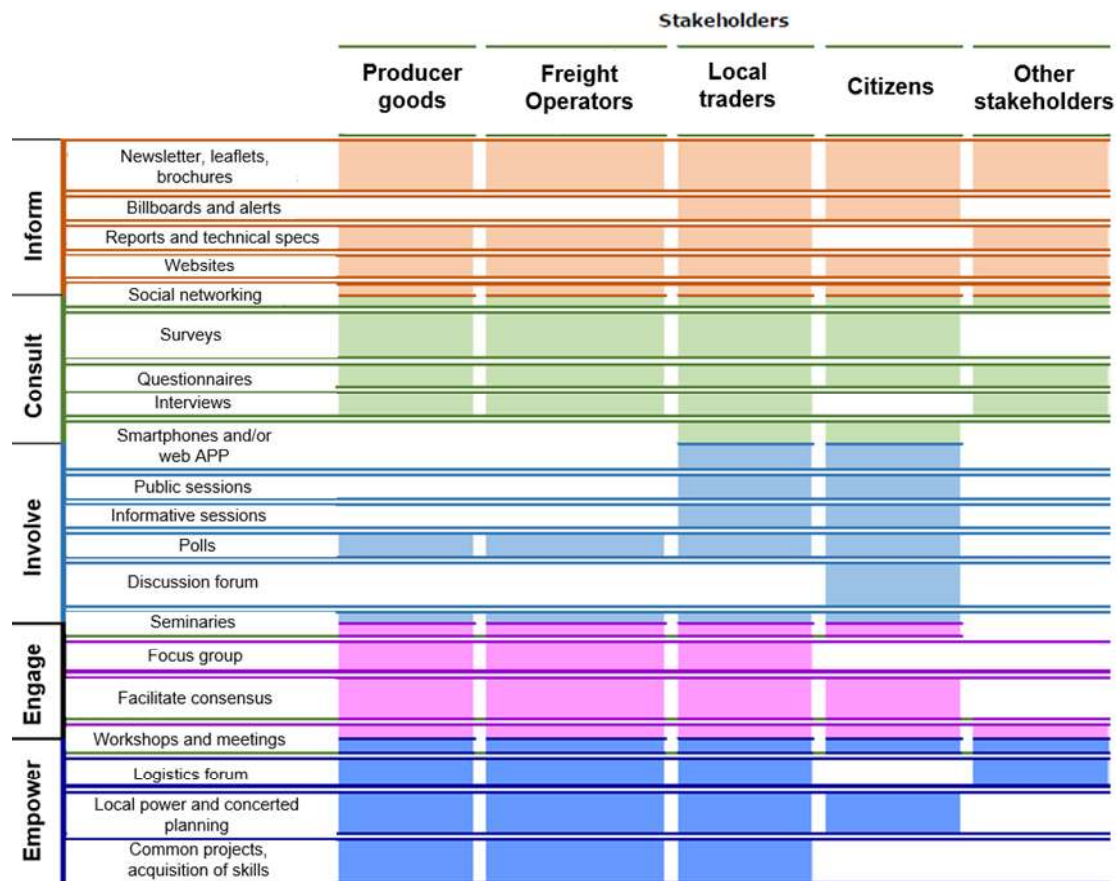 Stakeholders
Producer goods
Freight Operators
Local traders
Citizens
Other stakeholders
Inform
Newsletter, leaflets,
brochures
Billboards and alerts
Reports and technical specs
Websites
Social networking
Consult
Surveys
Questionnaires
Interviews
Smartphones and/or
web APP
Involve
Public sessions
Informative sessions
Polls
Discussion forum
Seminaries
Engage
Focus group
Facilitate consensus
Workshops and meetings
Empower
Logistics forum
Local power and concerted
planning
Common projects,
acquisition of skills